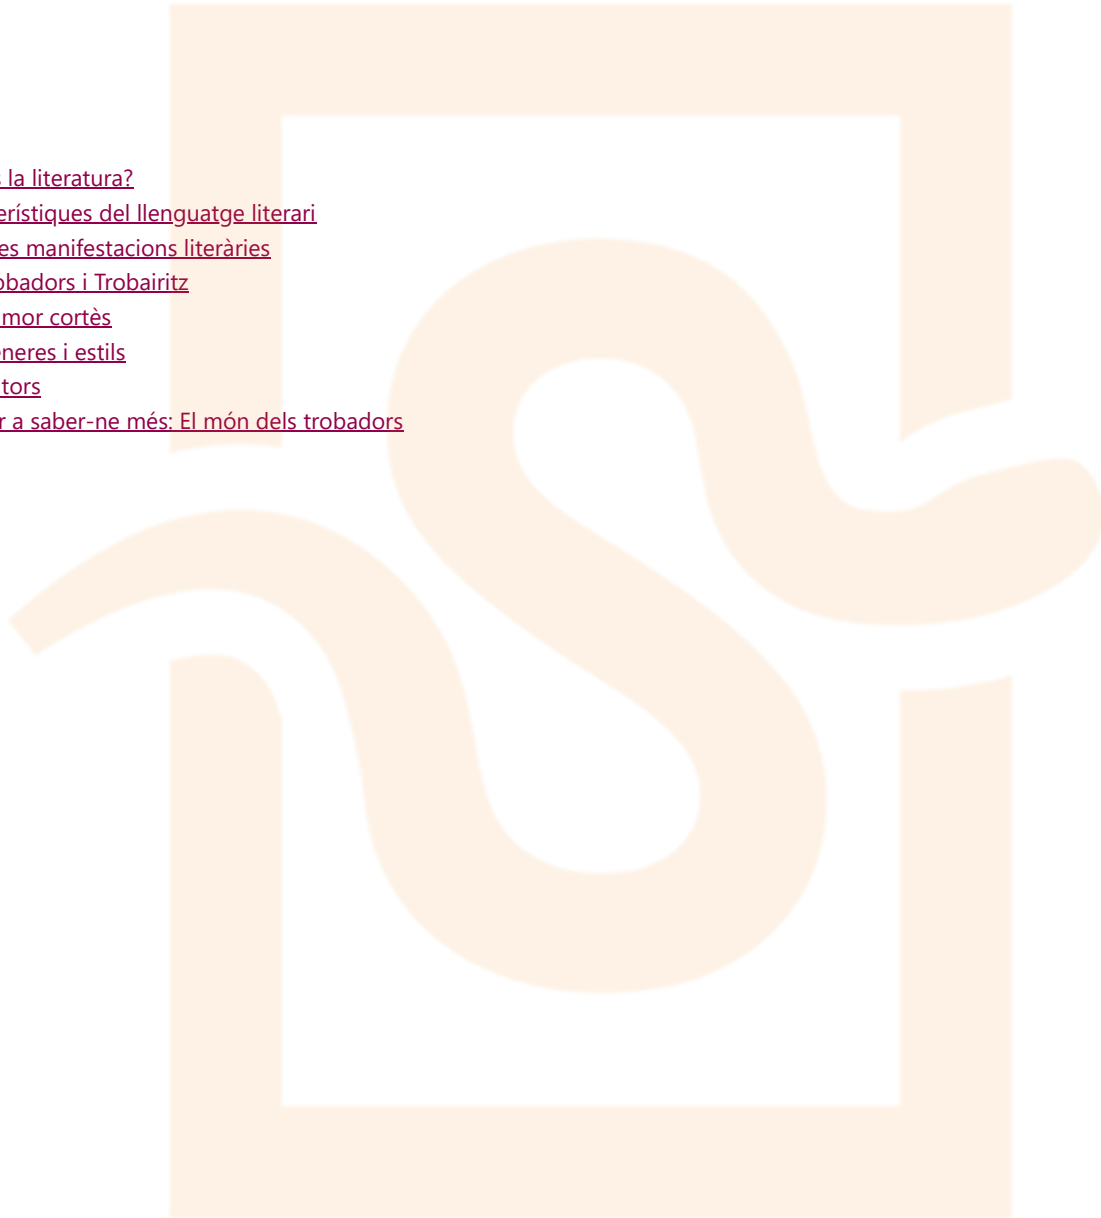 la literatura?
erístiques del llenguatge literari
es manifestacions literàries
obadors i Trobairitz
mor cortès
neres i estils
tors
r a saber-ne més: El món dels trobadors